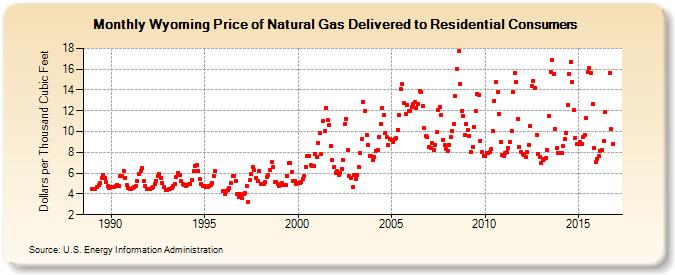 Monthly Wyoming Price of Natural Gas Delivered to Residential Consumers
Dollars per Thousand Cubic Feet
18
16
14
12
10
8
6
4
2
1990 1995 2000 2005 2010 2015
Source: U.S. Energy Information Administration